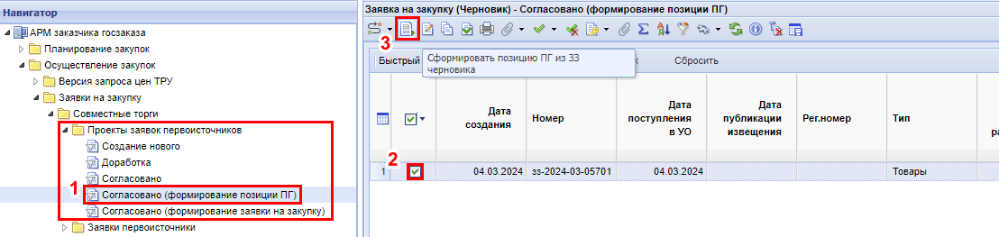 Навигатор
АРМ заказчика госзаказа
Планирование закупок
Осуществление закупок
Версия запроса цен ТРУ
Заявки на закупку
Совместные торги
Проекты заявок первоисточников
Создание нового
Доработка
Согласовано
1
Согласовано (формирование позиции ПГ)
Согласовано (формирование заявки на закупку)
Заявки первоисточники
Заявка на закупку (Черновик) - Согласовано (формирование позиции ПГ)
3
Сформировать позицию ПГ из ЗЗ
черновика
Быстрый
Сбросить
Дата
создания
Номер
Дата
поступления
в УО
Дата
публикации
извещения
Рег.номер
Тип
ра
2
1 04.03.2024 зз-2024-03-05701 04.03.2024 Товары